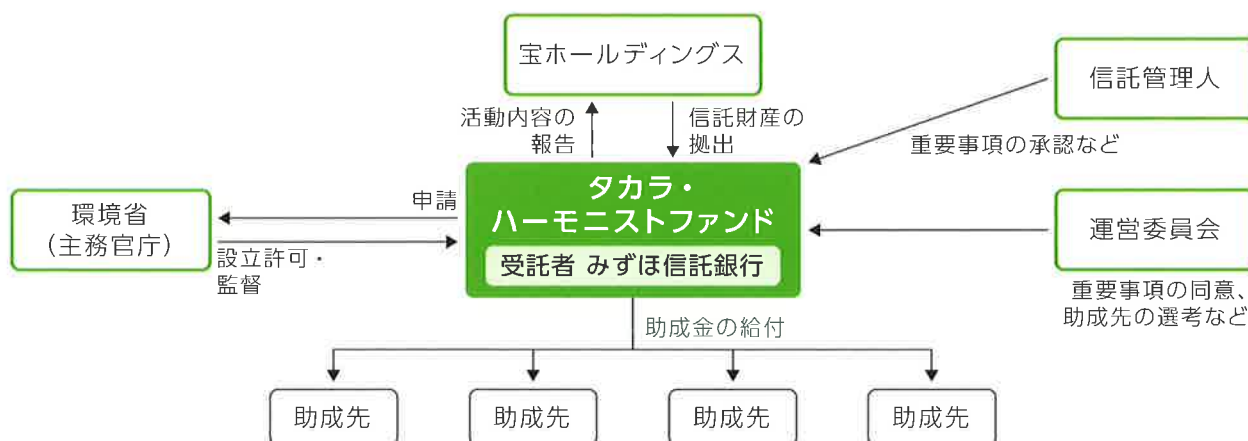 宝ホールディングス
信託管理人
活動内容の
報告
信託財産の
拠出
重要事項の承認など
環境省
(主務官庁)
申請
設立許可・
監督
タカラ・
ハーモニストファンド
受託者 みずほ信託銀行
運営委員会
重要事項の同意、
助成先の選考など
助成金の給付
助成先
助成先
助成先
助成先